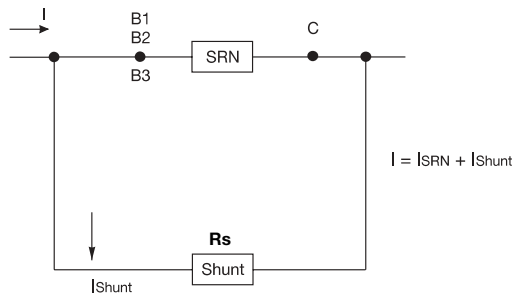 I
B1
B2
B3
SRN
C
I = ISRN + IShunt
Rs
Shunt
IShunt